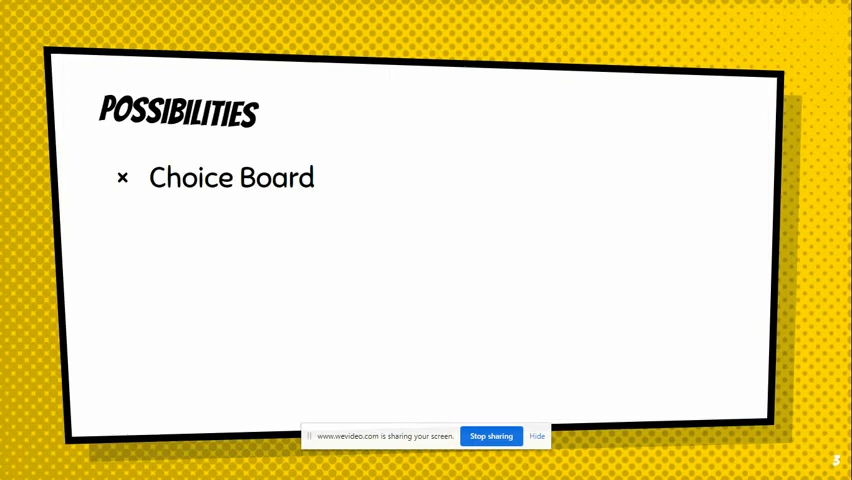 POSSIBILITIES
× Choice Board
www.wevideo.com is sharing your screen. Stop sharing Hide
3